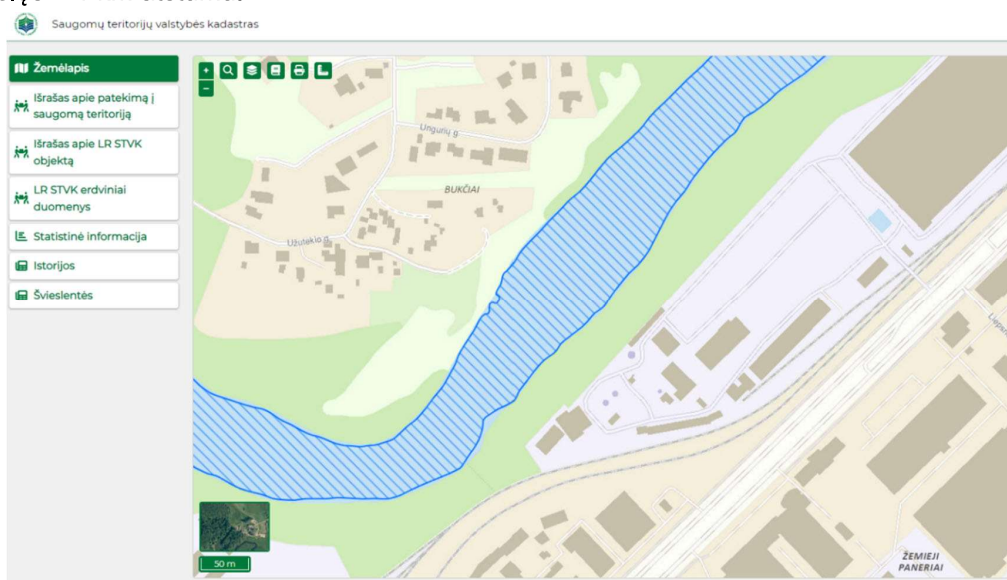 Saugomų teritorijų valstybės kadastras
Žemėlapis
Išrašas apie patekimą į
saugomą teritoriją
Išrašas apie LR STVK
objektą
LR STVK erdviniai
duomenys
Statistinė informacija
Istorijos
Švieslentės
+
−
Ungurių g.
BUKČIAI
Užutekio g.
50 m
ŽEMIEJI
PANERIAI